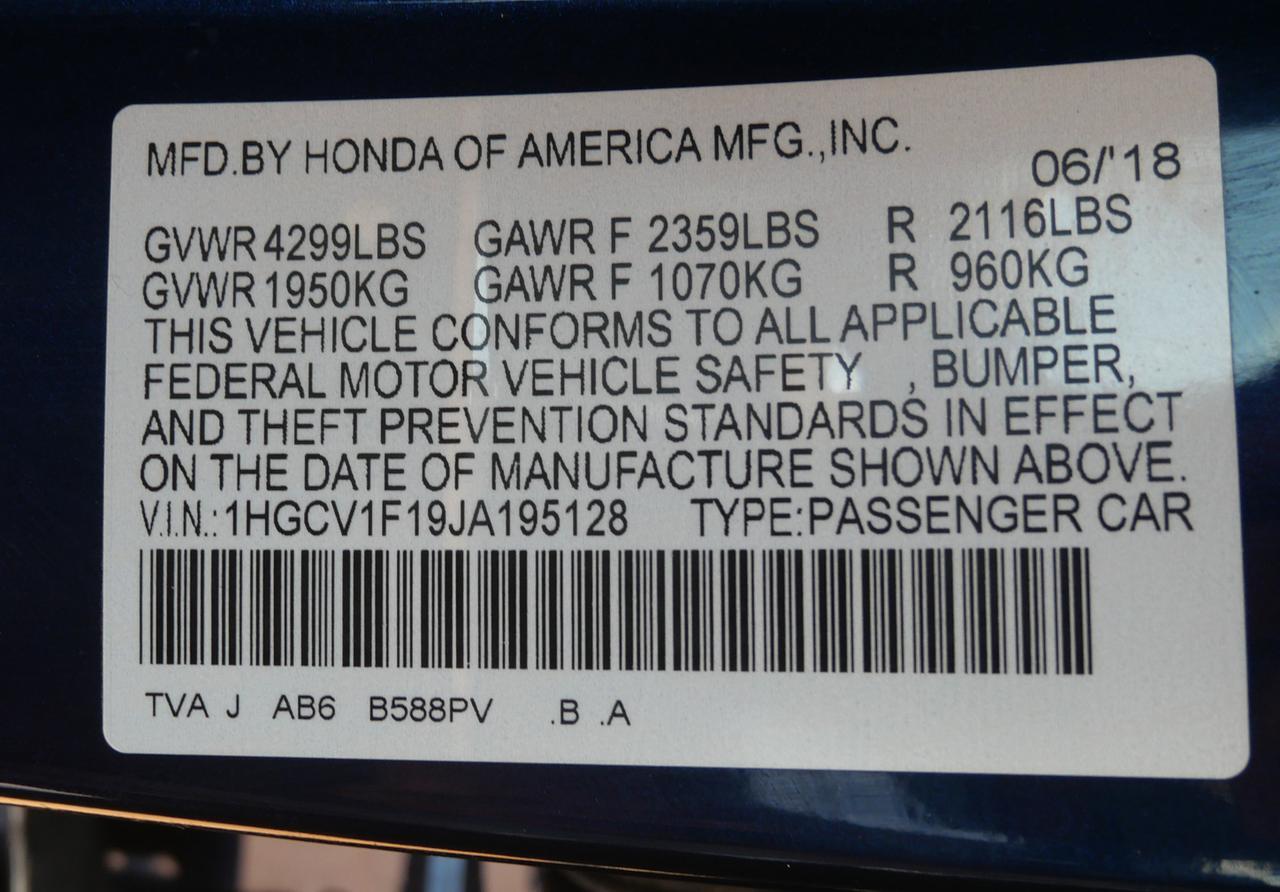 MFD.BY HONDA OF AMERICA MFG.,INC.
06/'18
GVWR 4299LBS GAWR F 2359LBS R 2116LBS
GVWR 1950KG GAWR F 1070KG R 960KG
THIS VEHICLE CONFORMS TO ALL APPLICABLE
FEDERAL MOTOR VEHICLE SAFETY , BUMPER,
AND THEFT PREVENTION STANDARDS IN EFFECT
ON THE DATE OF MANUFACTURE SHOWN ABOVE.
V.I.N.: 1HGCV1F19JA195128 TYPE:PASSENGER CAR
TVA J AB6 B588PV .B .A